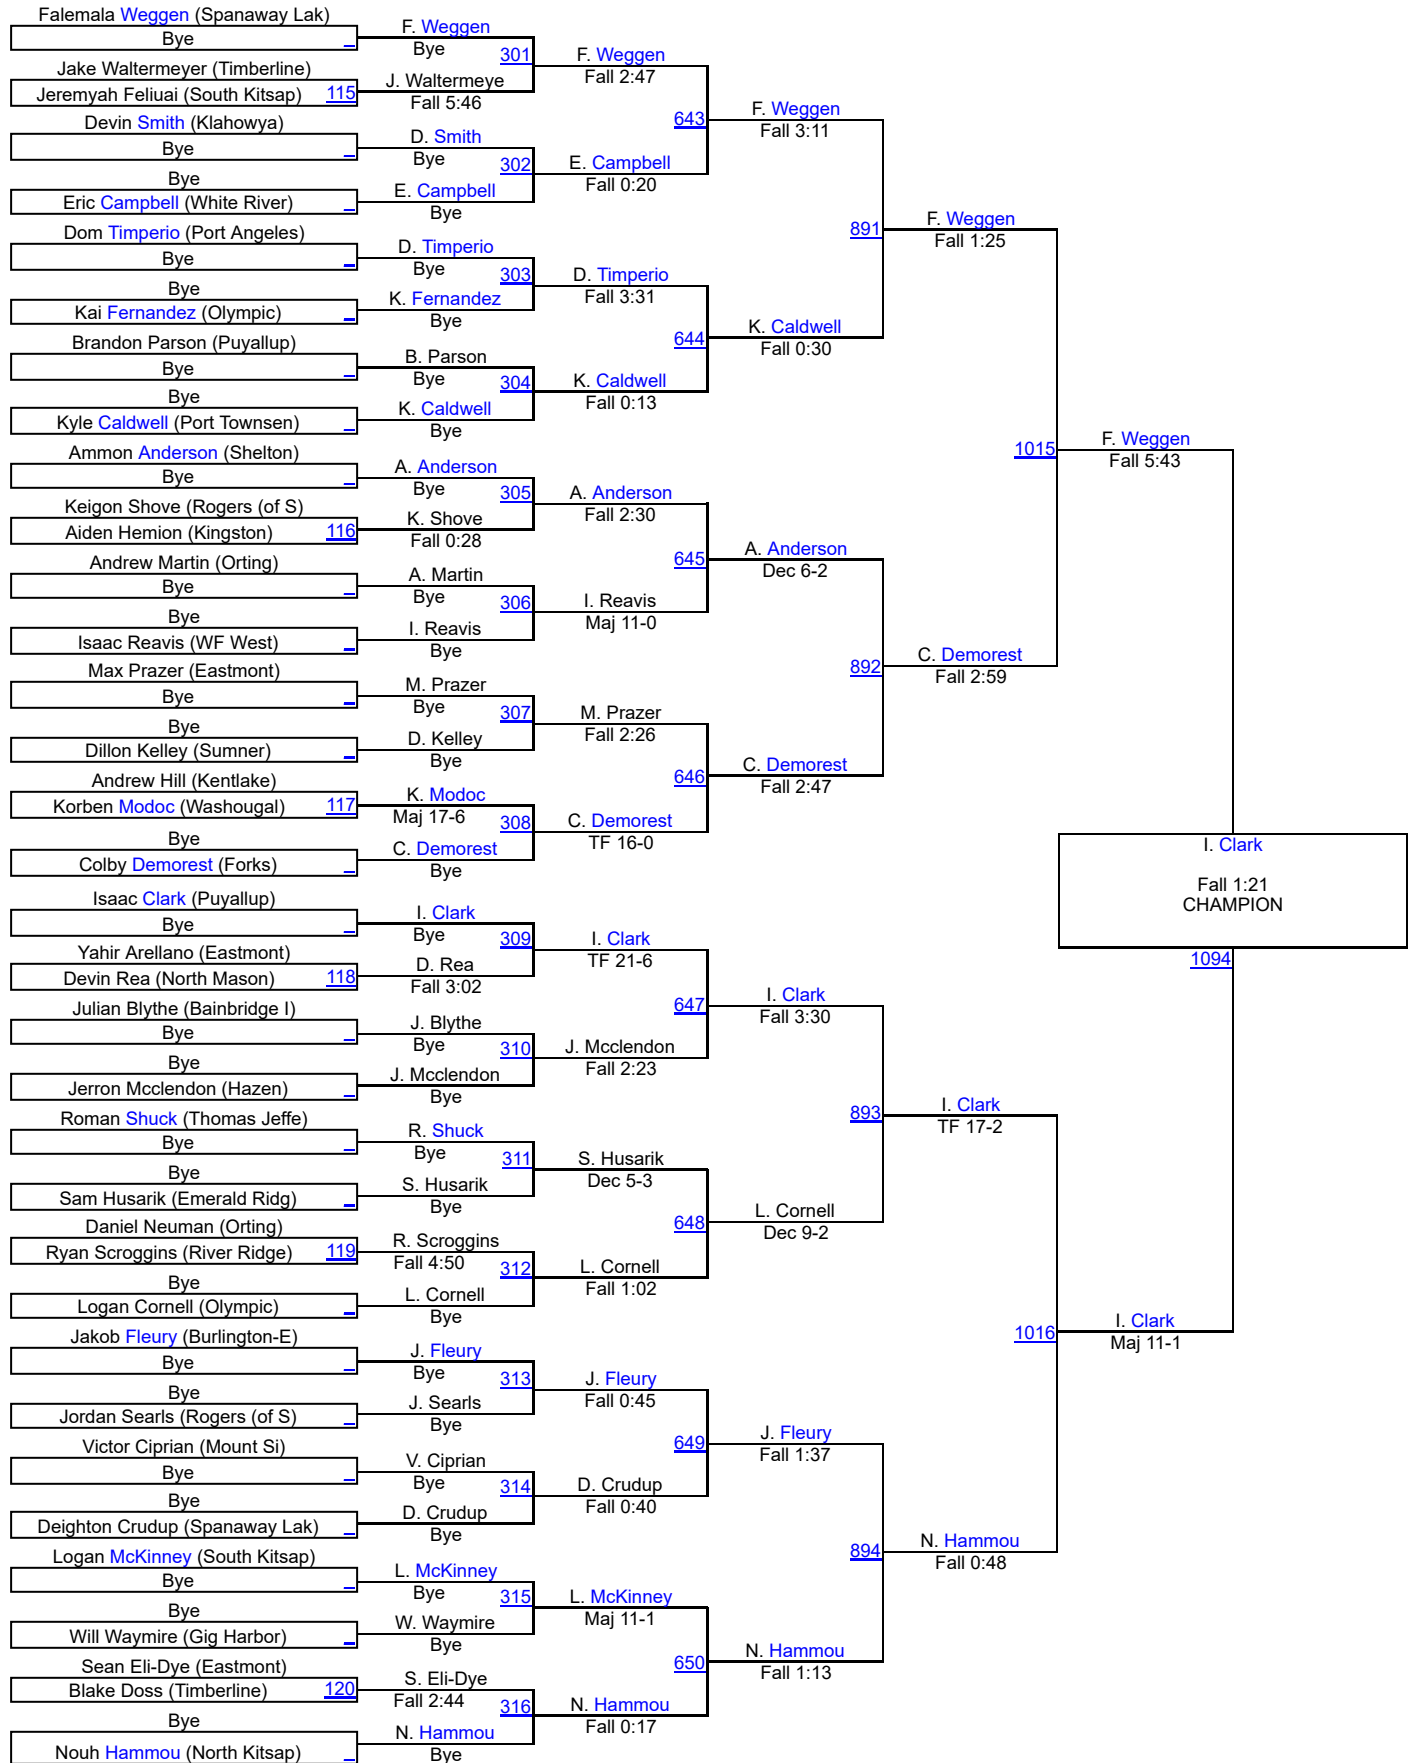 Falemala Weggen (Spanaway Lak)
Bye
F. Weggen
Bye
301
Jake Waltermeyer (Timberline)
Jeremyah Feliuai (South Kitsap) 115
J. Waltermeye
Fall 5:46
F. Weggen
Fall 2:47
Devin Smith (Klahowya)
Bye
D. Smith
Bye
302
Bye
Eric Campbell (White River)
E. Campbell
Bye
E. Campbell
Fall 0:20
643
F. Weggen
Fall 3:11
Dom Timperio (Port Angeles)
Bye
D. Timperio
Bye
303
Bye
Kai Fernandez (Olympic)
K. Fernandez
Bye
D. Timperio
Fall 3:31
Brandon Parson (Puyallup)
Bye
B. Parson
Bye
304
Bye
Kyle Caldwell (Port Townsen)
K. Caldwell
Bye
K. Caldwell
Fall 0:13
644
K. Caldwell
Fall 0:30
891
F. Weggen
Fall 1:25
Ammon Anderson (Shelton)
Bye
A. Anderson
Bye
305
Keigon Shove (Rogers (of S)
Aiden Hemion (Kingston) 116
K. Shove
Fall 0:28
A. Anderson
Fall 2:30
Andrew Martin (Orting)
Bye
A. Martin
Bye
306
Bye
Isaac Reavis (WF West)
I. Reavis
Bye
I. Reavis
Maj 11-0
645
A. Anderson
Dec 6-2
Max Prazer (Eastmont)
Bye
M. Prazer
Bye
307
Bye
Dillon Kelley (Sumner)
D. Kelley
Bye
M. Prazer
Fall 2:26
Andrew Hill (Kentlake)
Korben Modoc (Washougal) 117
K. Modoc
Maj 17-6
308
Bye
Colby Demorest (Forks)
C. Demorest
Bye
C. Demorest
TF 16-0
646
C. Demorest
Fall 2:47
892
C. Demorest
Fall 2:59
1015
F. Weggen
Fall 5:43
Isaac Clark (Puyallup)
Bye
I. Clark
Bye
309
Yahir Arellano (Eastmont)
Devin Rea (North Mason) 118
D. Rea
Fall 3:02
I. Clark
TF 21-6
Julian Blythe (Bainbridge I)
Bye
J. Blythe
Bye
310
Bye
Jerron Mcclendon (Hazen)
J. Mcclendon
Bye
J. Mcclendon
Fall 2:23
647
I. Clark
Fall 3:30
Roman Shuck (Thomas Jeffe)
Bye
R. Shuck
Bye
311
Bye
Sam Husarik (Emerald Ridg)
S. Husarik
Bye
S. Husarik
Dec 5-3
Daniel Neuman (Orting)
Ryan Scroggins (River Ridge) 119
R. Scroggins
Fall 4:50
312
Bye
Logan Cornell (Olympic)
L. Cornell
Bye
L. Cornell
Fall 1:02
648
L. Cornell
Dec 9-2
893
I. Clark
TF 17-2
Jakob Fleury (Burlington-E)
Bye
J. Fleury
Bye
313
Bye
Jordan Searls (Rogers (of S)
J. Searls
Bye
J. Fleury
Fall 0:45
Victor Ciprian (Mount Si)
Bye
V. Ciprian
Bye
314
Bye
Deighton Crudup (Spanaway Lak)
D. Crudup
Bye
D. Crudup
Fall 0:40
649
J. Fleury
Fall 1:37
Logan McKinney (South Kitsap)
Bye
L. McKinney
Bye
315
Bye
Will Waymire (Gig Harbor)
W. Waymire
Bye
L. McKinney
Maj 11-1
Sean Eli-Dye (Eastmont)
Blake Doss (Timberline) 120
S. Eli-Dye
Fall 2:44
316
Bye
Nouh Hammou (North Kitsap)
N. Hammou
Bye
N. Hammou
Fall 0:17
650
N. Hammou
Fall 1:13
894
N. Hammou
Fall 0:48
1016
I. Clark
Maj 11-1
I. Clark
Fall 1:21
CHAMPION
1094